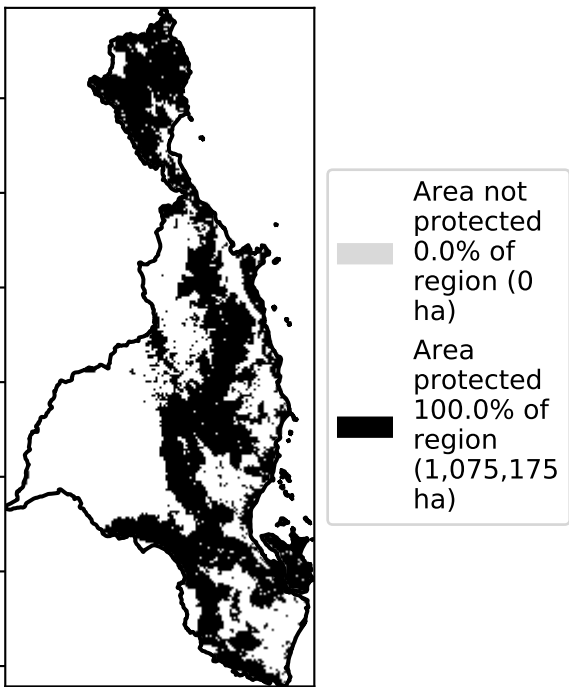 Area not
protected
0.0% of
region (0
ha)
Area
protected
100.0% of
region
(1,075,175
ha)